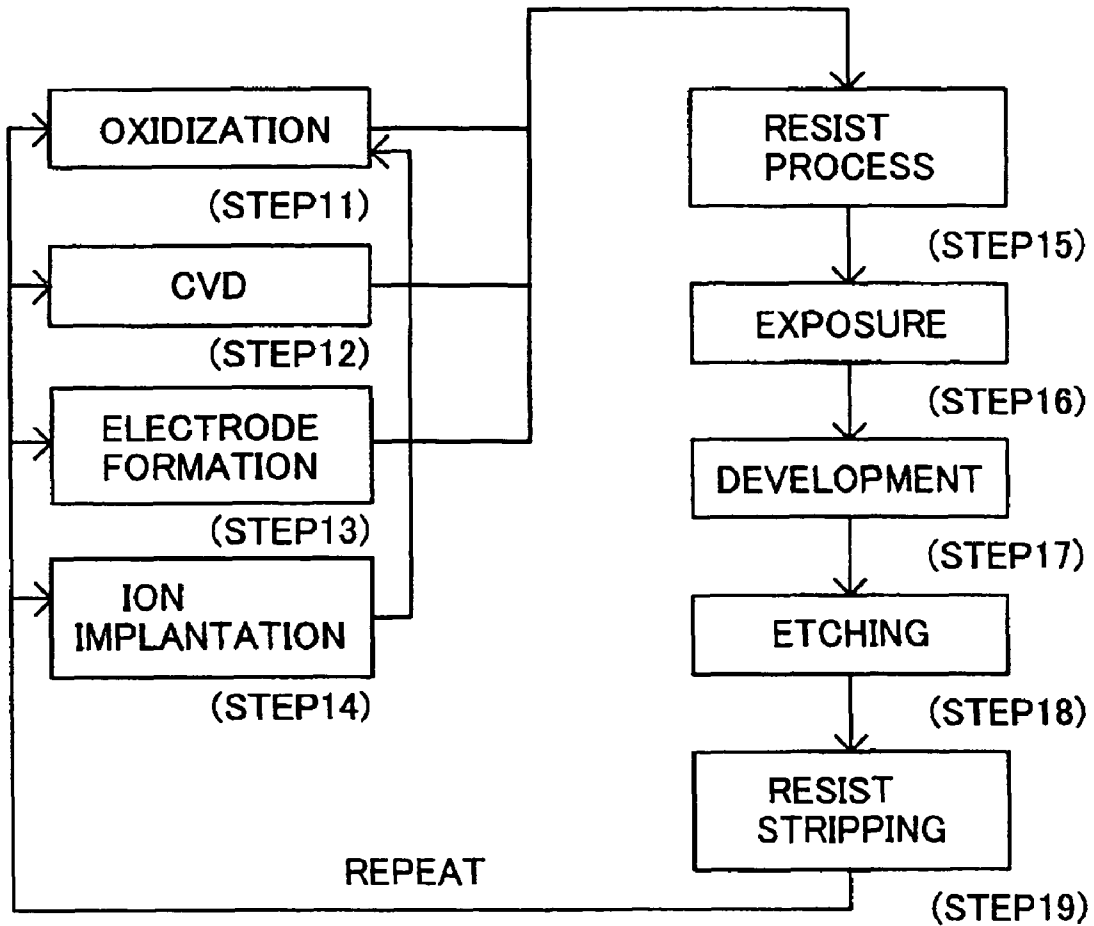 OXIDIZATION
(STEP11)
CVD
(STEP12)
ELECTRODE
FORMATION
(STEP13)
ION
IMPLANTATION
(STEP14)
RESIST
PROCESS
(STEP15)
EXPOSURE
(STEP16)
DEVELOPMENT
(STEP17)
ETCHING
(STEP18)
RESIST
STRIPPING
(STEP19)
REPEAT